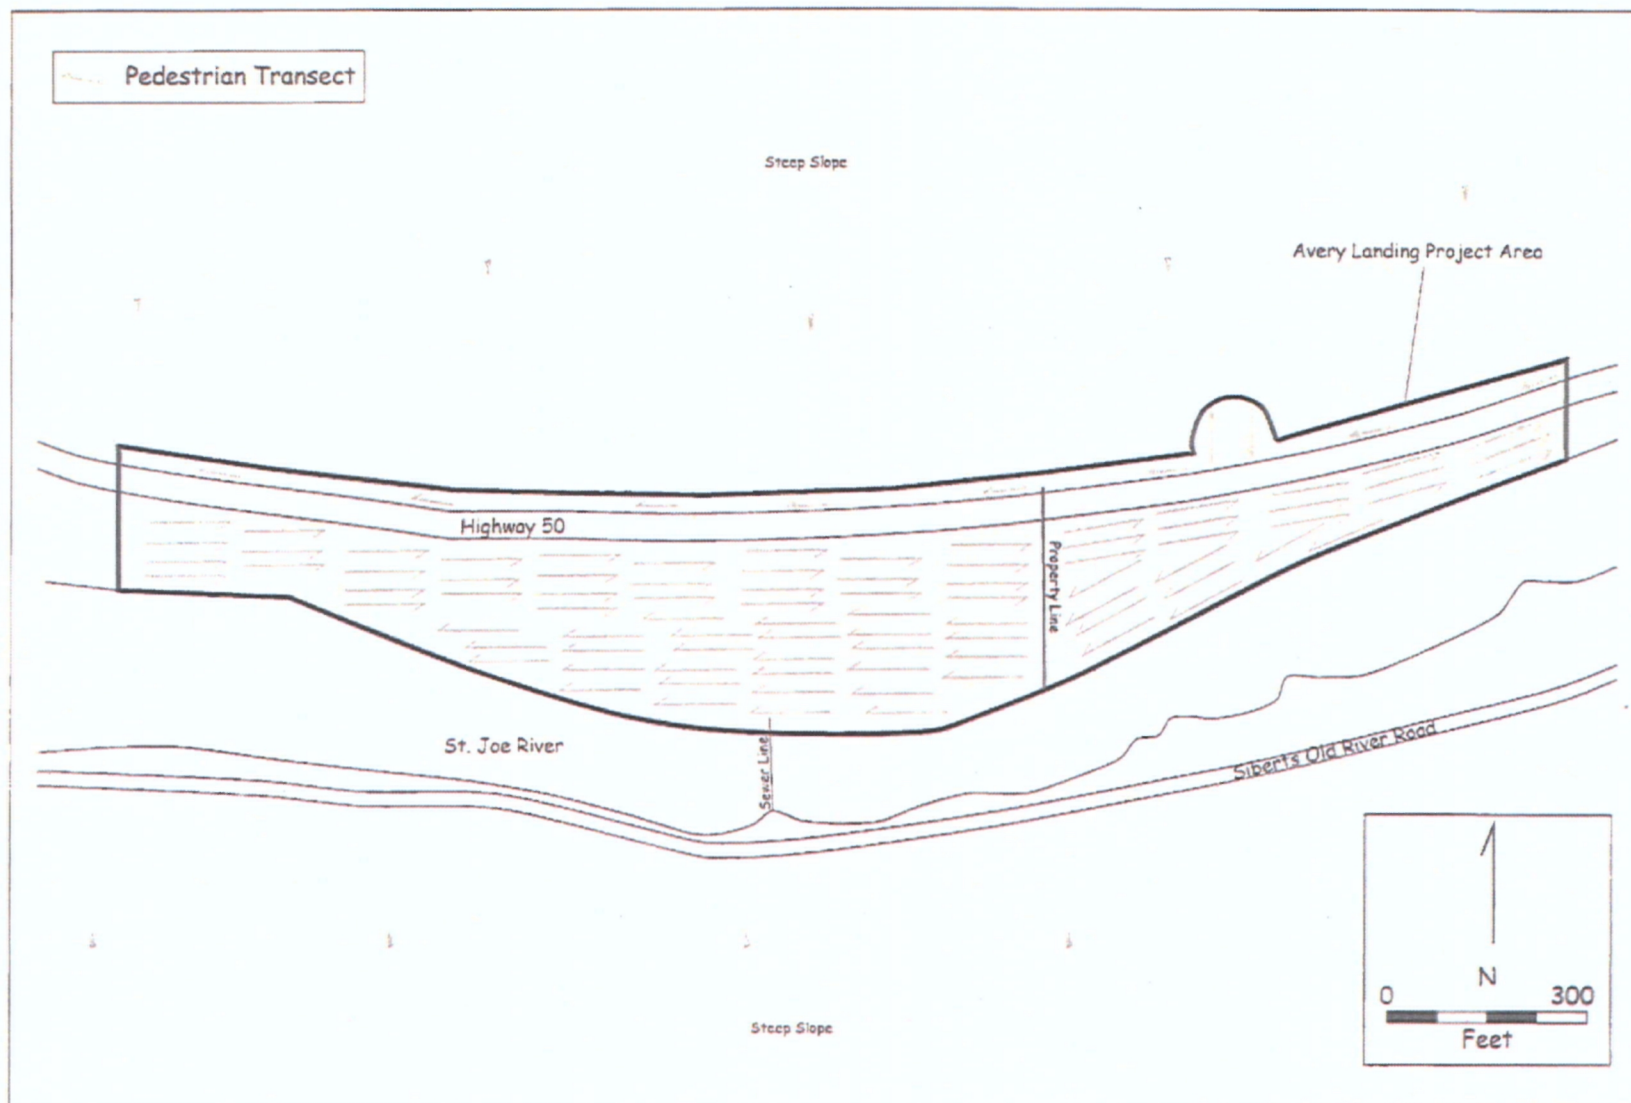 Pedestrian Transect
Steep Slope
Avery Landing Project Area
Highway 50
Property Line
St. Joe River
Sewer Line
Siberts Old River Road
N
0 300
Feet
Steep Slope